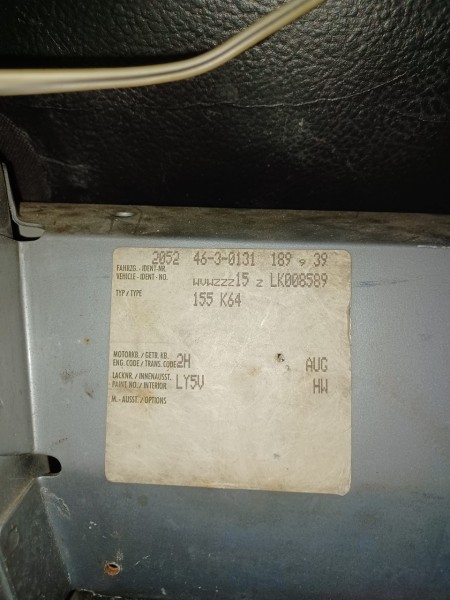 2052 46-3-0131 189 9 39
FAHRZG.-IDENT-NR.
VEHICLE-IDENT-NO. WVWZZZ15 Z LK008589
TYP/TYPE 155 K64
MOTORKB./GETR.KB.
ENG.CODE/TRANS.CODE 2H AUG
LACKNR./INNENAUSST.
PAINT NO./INTERIOR LY5V HW
M.-AUSST./OPTIONS